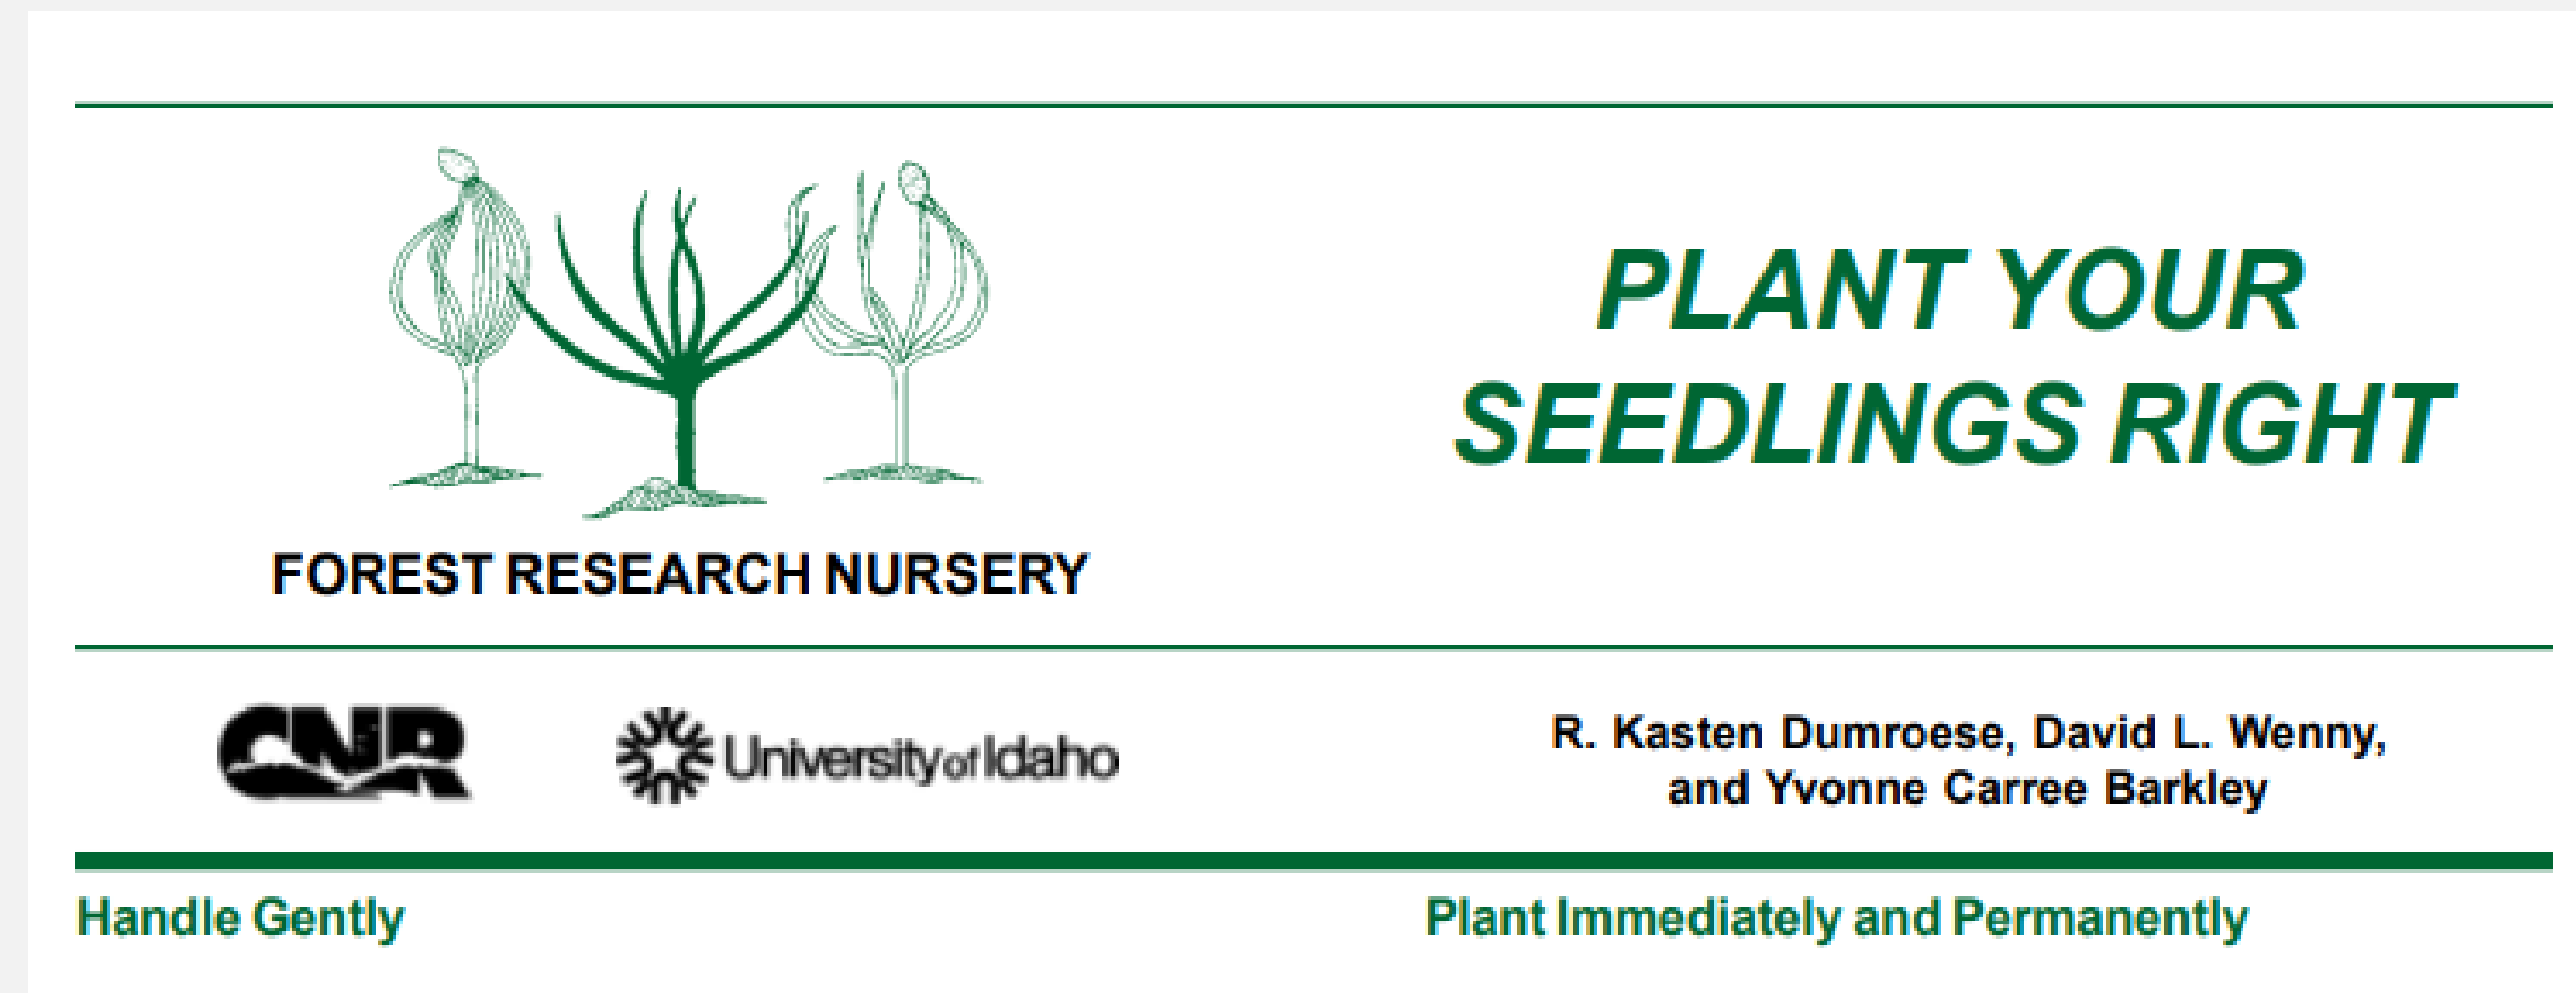 PLANT YOUR
SEEDLINGS RIGHT
FOREST RESEARCH NURSERY
CNR
University of Idaho
R. Kasten Dumroese, David L. Wenny,
and Yvonne Carree Barkley
Handle Gently
Plant Immediately and Permanently